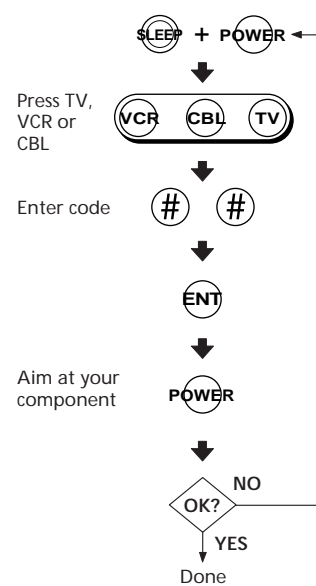 SLEEP + POWER
Press TV,
VCR or
CBL
VCR CBL TV
Enter code
# #
ENT
Aim at your
component
POWER
OK?
NO
YES
Done